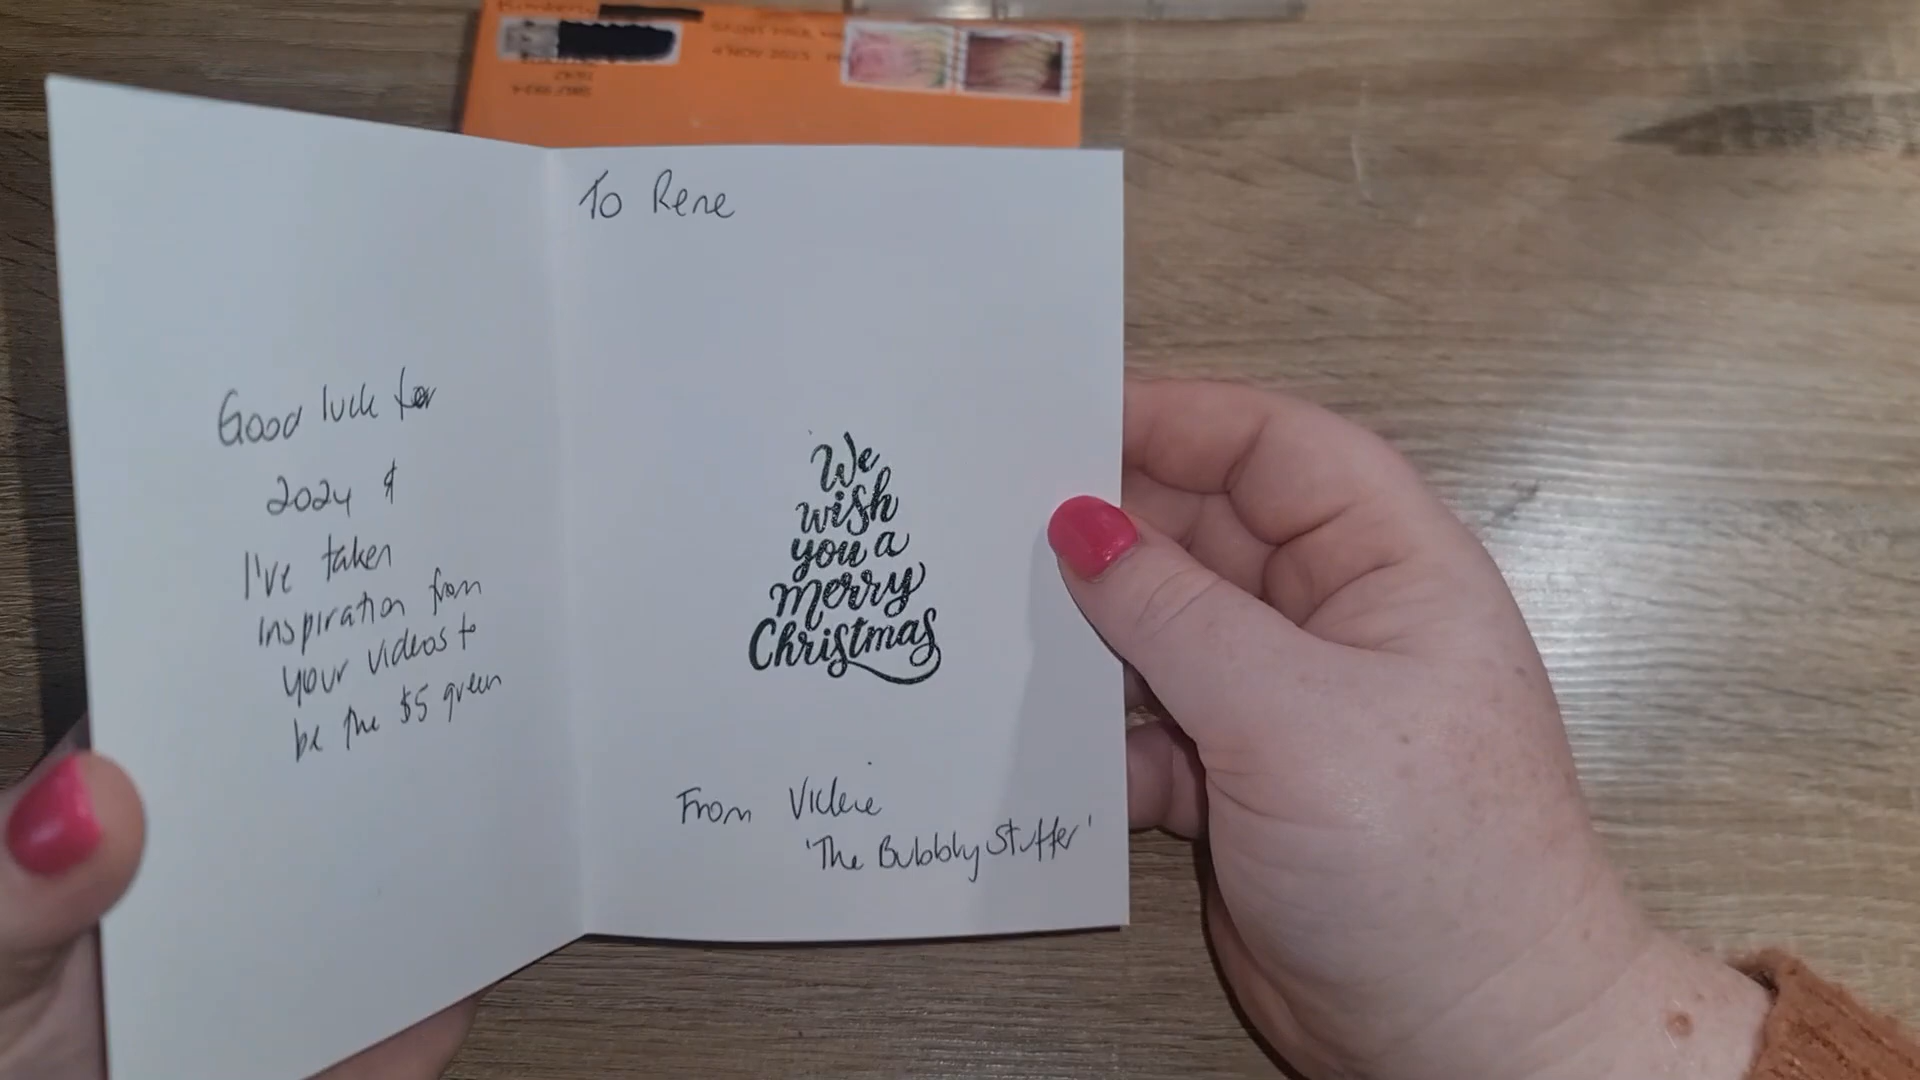 Good luck for
2024 &
I've taken
inspiration from
your videos to
be the $5 queen
To Rene
We
wish
you a
merry
Christmas
From Vickie
'The Bubbly Stuffer'